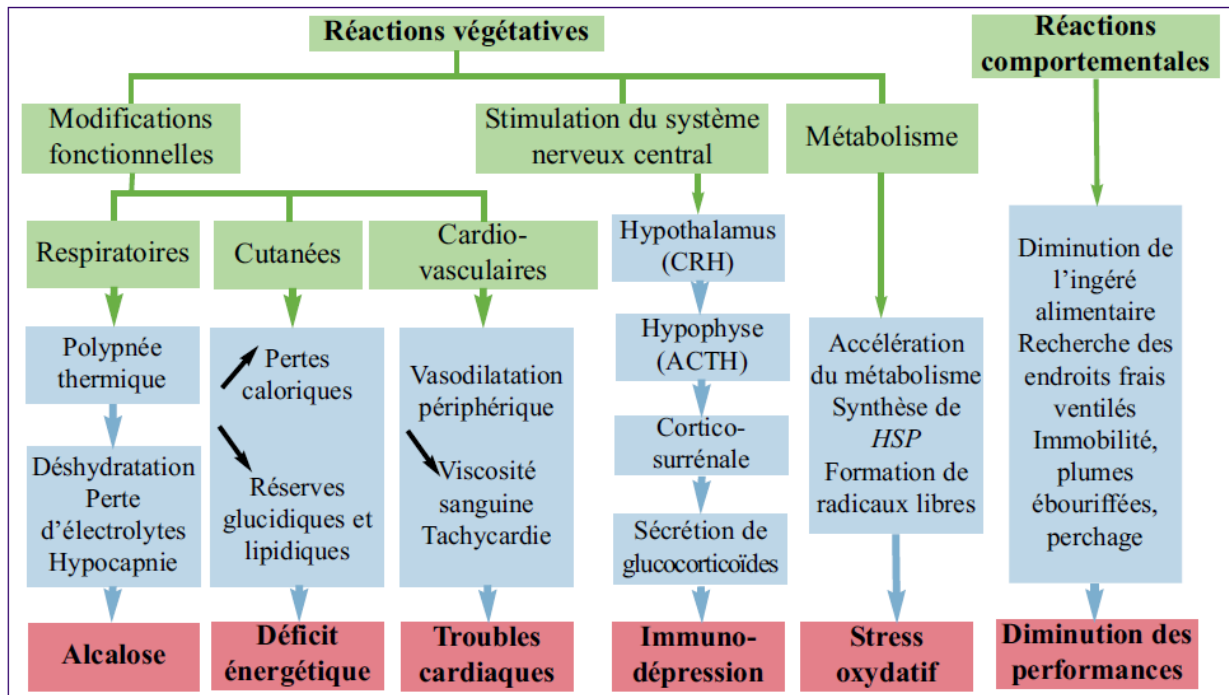 Réactions végétatives
Réactions
comportementales
Modifications
fonctionnelles
Stimulation du système
nerveux central
Métabolisme
Respiratoires
Cutanées
Cardio-
vasculaires
Hypothalamus
(CRH)
Hypophyse
(ACTH)
Cortico-
surrénale
Sécrétion de
glucocorticoïdes
Polypnée
thermique
Déshydratation
Perte
d'électrolytes
Hypocapnie
Pertes
caloriques
Réserves
glucidiques et
lipidiques
Vasodilatation
périphérique
Viscosité
sanguine
Tachycardie
Accélération
du métabolisme
Synthèse de
HSP
Formation de
radicaux libres
Diminution de
l'ingéré
alimentaire
Recherche des
endroits frais
ventilés
Immobilité,
plumes
ébouriffées,
perchage
Alcalose
Déficit
énergétique
Troubles
cardiaques
Immuno-
dépression
Stress
oxydatif
Diminution des
performances